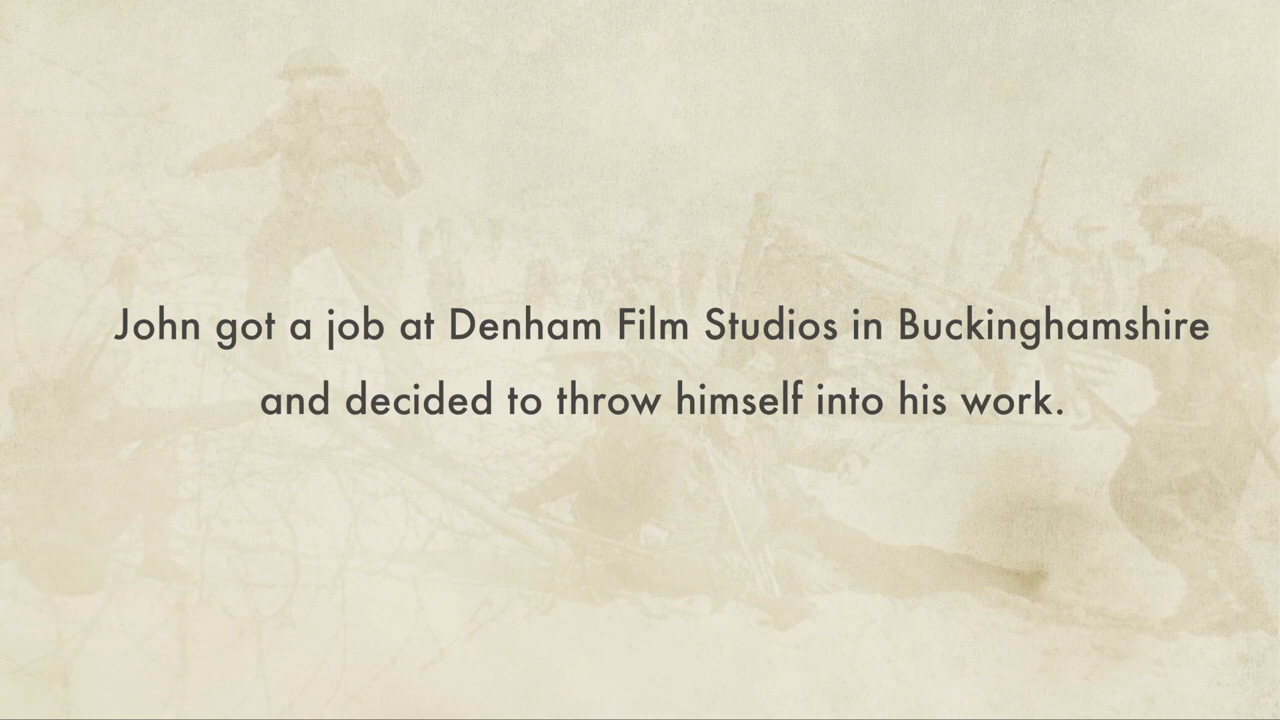 John got a job at Denham Film Studios in Buckinghamshire
and decided to throw himself into his work.